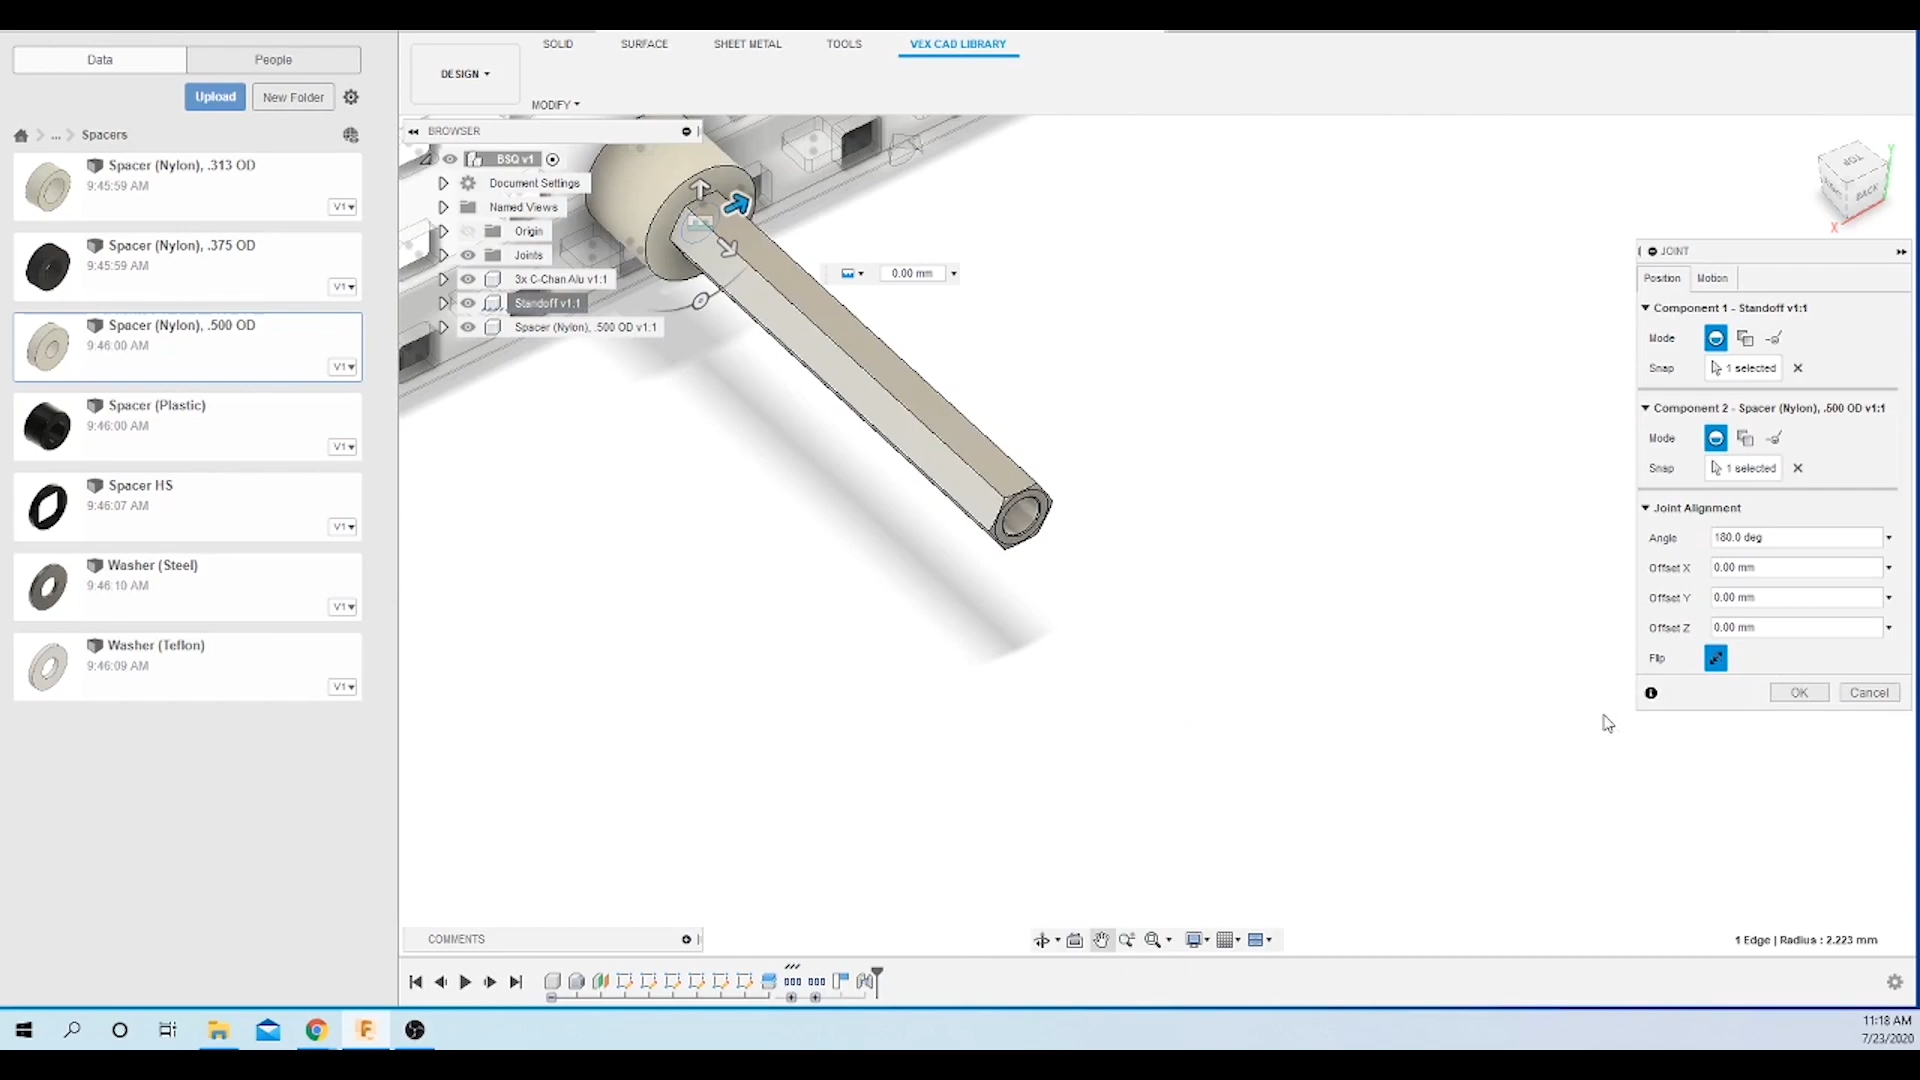 Data
People
Upload
New Folder
... Spacers
Spacer (Nylon), .313 OD
9:45:59 AM
V1
Spacer (Nylon), .375 OD
9:45:59 AM
V1
Spacer (Nylon), .500 OD
9:46:00 AM
V1
Spacer (Plastic)
9:46:00 AM
V1
Spacer HS
9:46:07 AM
V1
Washer (Steel)
9:46:10 AM
V1
Washer (Teflon)
9:46:09 AM
V1
SOLID
SURFACE
SHEET METAL
TOOLS
VEX CAD LIBRARY
DESIGN
MODIFY
BROWSER
BSQ v1
Document Settings
Named Views
Origin
Joints
3x C-Chan Alu v1:1
Standoff v1:1
Spacer (Nylon), .500 OD v1:1
0.00 mm
TOP
BACK
Y
X
JOINT
Position
Motion
Component 1 - Standoff v1:1
Mode
Snap
1 selected
Component 2 - Spacer (Nylon), .500 OD v1:1
Mode
Snap
1 selected
Joint Alignment
Angle
180.0 deg
Offset X
0.00 mm
Offset Y
0.00 mm
Offset Z
0.00 mm
Flip
OK
Cancel
COMMENTS
1 Edge | Radius : 2.223 mm
11:18 AM
7/23/2020